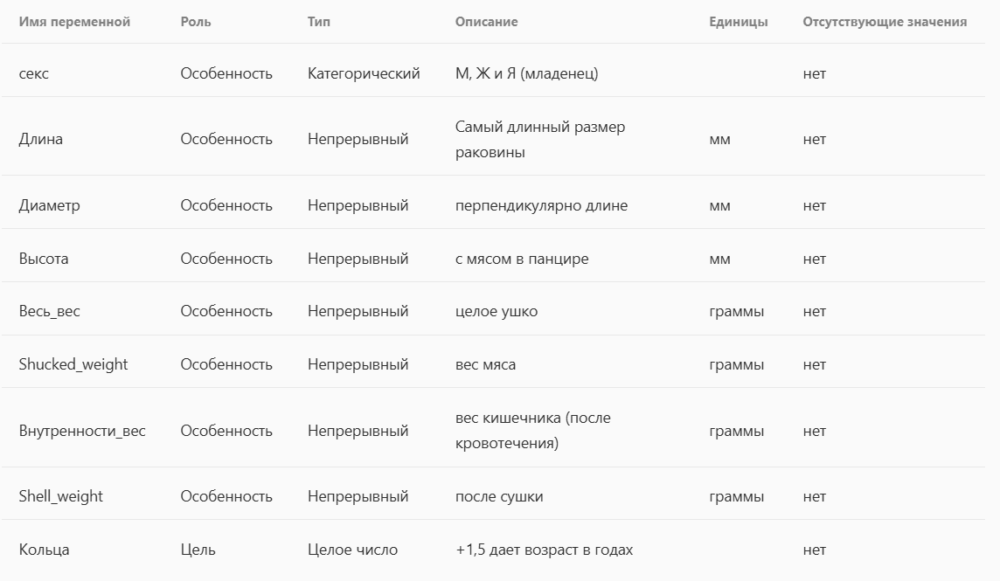 Имя переменной Роль Тип Описание Единицы Отсутствующие значения
секс Особенность Категорический М, Ж и Я (младенец) нет
Длина Особенность Непрерывный Самый длинный размер раковины мм нет
Диаметр Особенность Непрерывный перпендикулярно длине мм нет
Высота Особенность Непрерывный с мясом в панцире мм нет
Весь_вес Особенность Непрерывный целое ушко граммы нет
Shucked_weight Особенность Непрерывный вес мяса граммы нет
Внутренности_вес Особенность Непрерывный вес кишечника (после кровотечения) граммы нет
Shell_weight Особенность Непрерывный после сушки граммы нет
Кольца Цель Целое число +1,5 дает возраст в годах нет